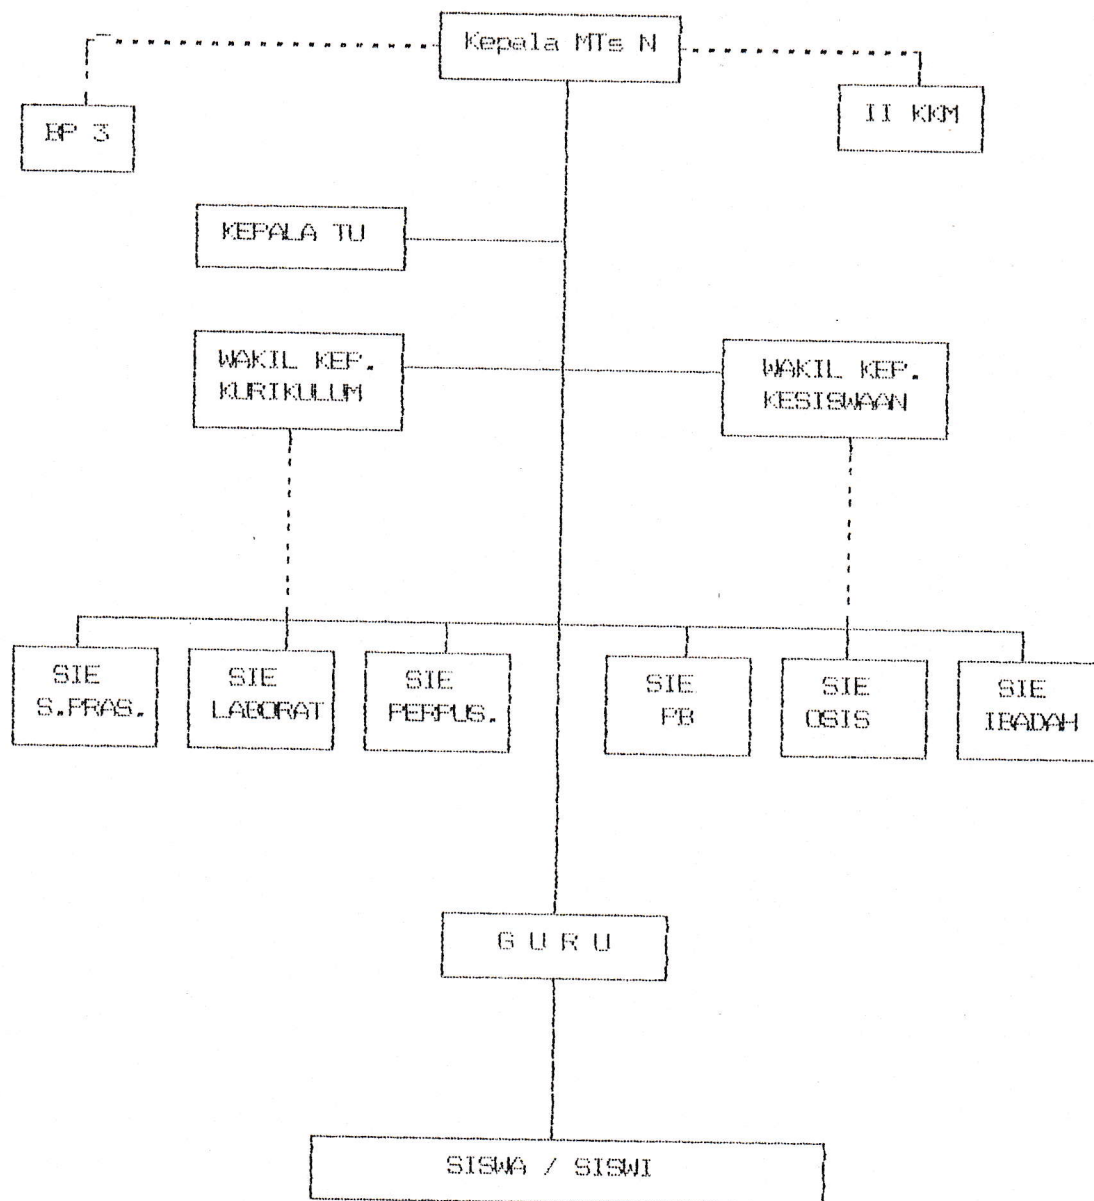 Kepala MTs N
BP 3
II KKM
KEPALA TU
WAKIL KEP.
KURIKULUM
WAKIL KEP.
KESISWAAN
SIE
S.PRAS.
SIE
LABORAT
SIE
PERPUS.
SIE
PB
SIE
OSIS
SIE
IBADAH
G U R U
SISWA / SISWI